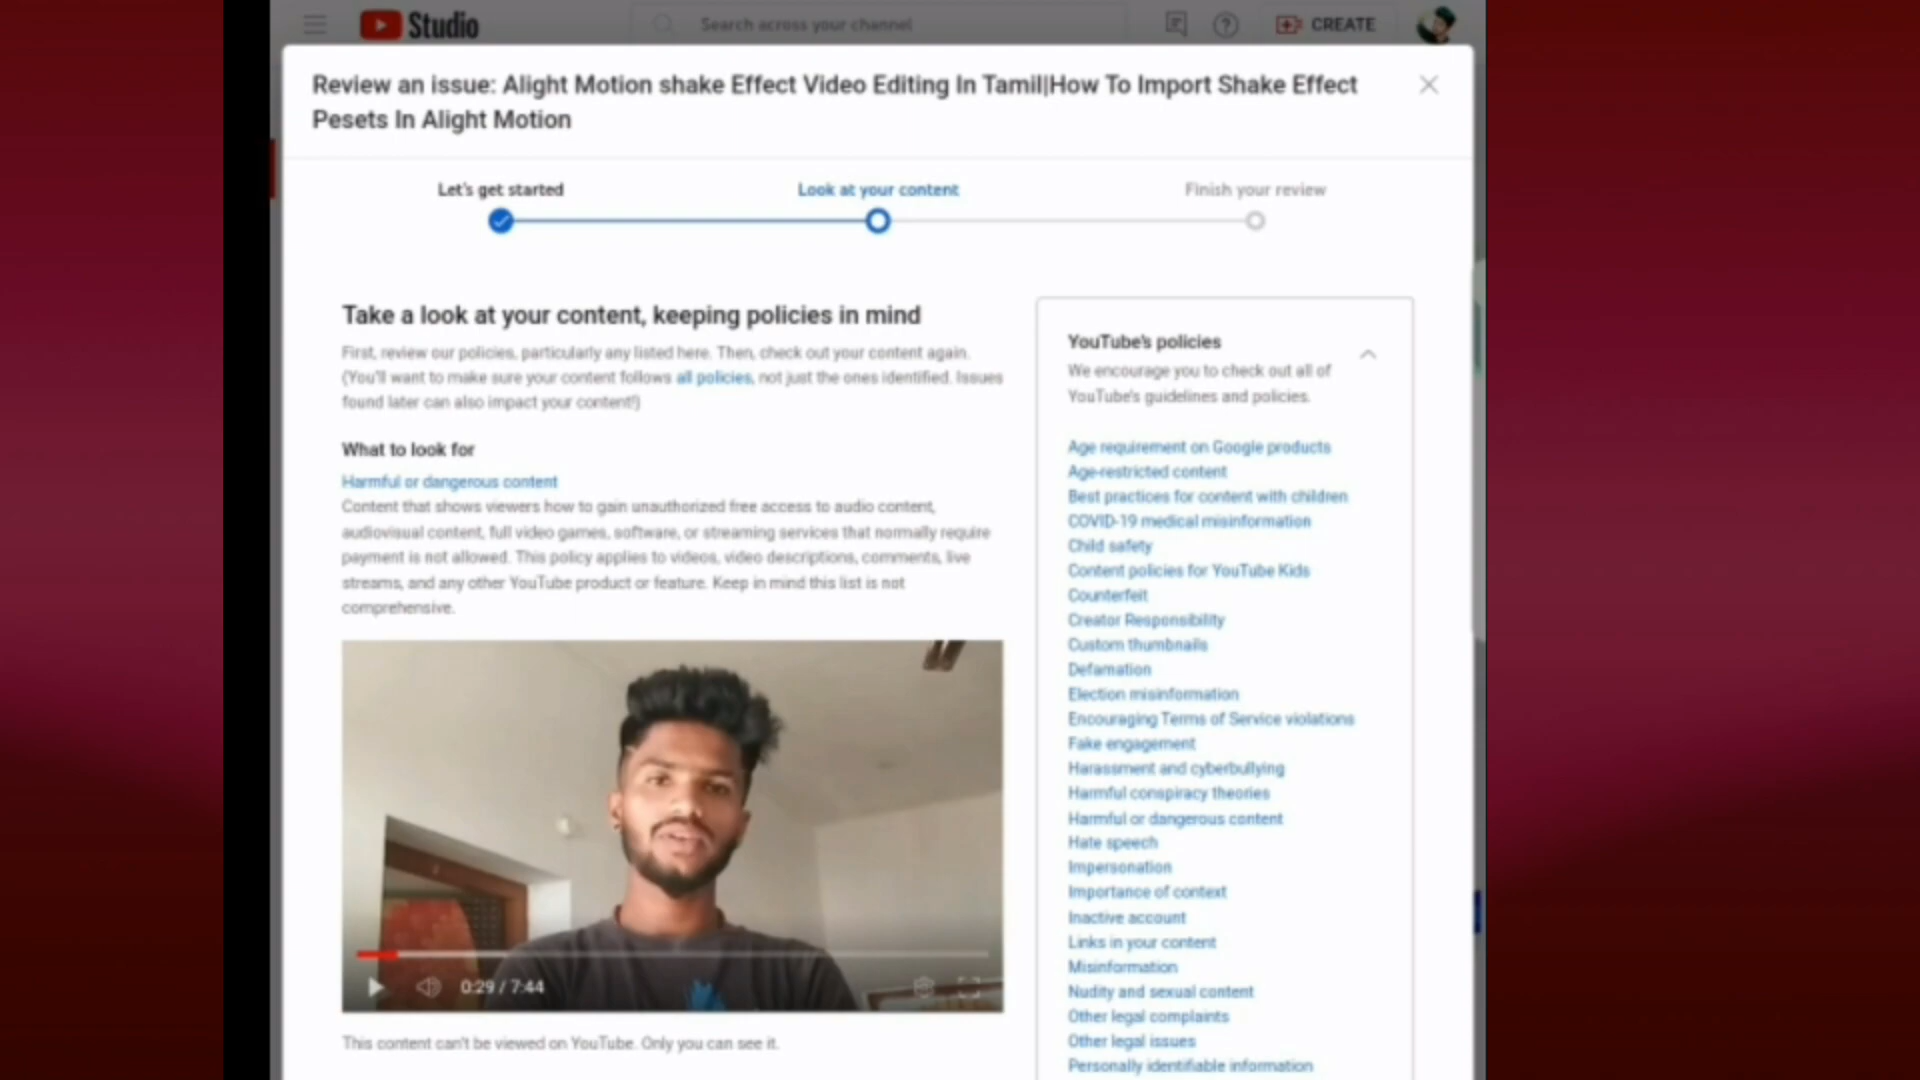 Studio
Search across your channel
CREATE
Review an issue: Alight Motion shake Effect Video Editing In Tamil|How To Import Shake Effect
Pesets In Alight Motion
Let's get started
Look at your content
Finish your review
Take a look at your content, keeping policies in mind
First, review our policies, particularly any listed here. Then, check out your content again.
(You'll want to make sure your content follows all policies, not just the ones identified. Issues
found later can also impact your content!)
What to look for
Harmful or dangerous content
Content that shows viewers how to gain unauthorized free access to audio content,
audiovisual content, full video games, software, or streaming services that normally require
payment is not allowed. This policy applies to videos, video descriptions, comments, live
streams, and any other YouTube product or feature. Keep in mind this list is not
comprehensive.
0:29 / 7:44
This content can't be viewed on YouTube. Only you can see it.
YouTube's policies
We encourage you to check out all of
YouTube's guidelines and policies.
Age requirement on Google products
Age-restricted content
Best practices for content with children
COVID-19 medical misinformation
Child safety
Content policies for YouTube Kids
Counterfeit
Creator Responsibility
Custom thumbnails
Defamation
Election misinformation
Encouraging Terms of Service violations
Fake engagement
Harassment and cyberbullying
Harmful conspiracy theories
Harmful or dangerous content
Hate speech
Impersonation
Importance of context
Inactive account
Links in your content
Misinformation
Nudity and sexual content
Other legal complaints
Other legal issues
Personally identifiable information